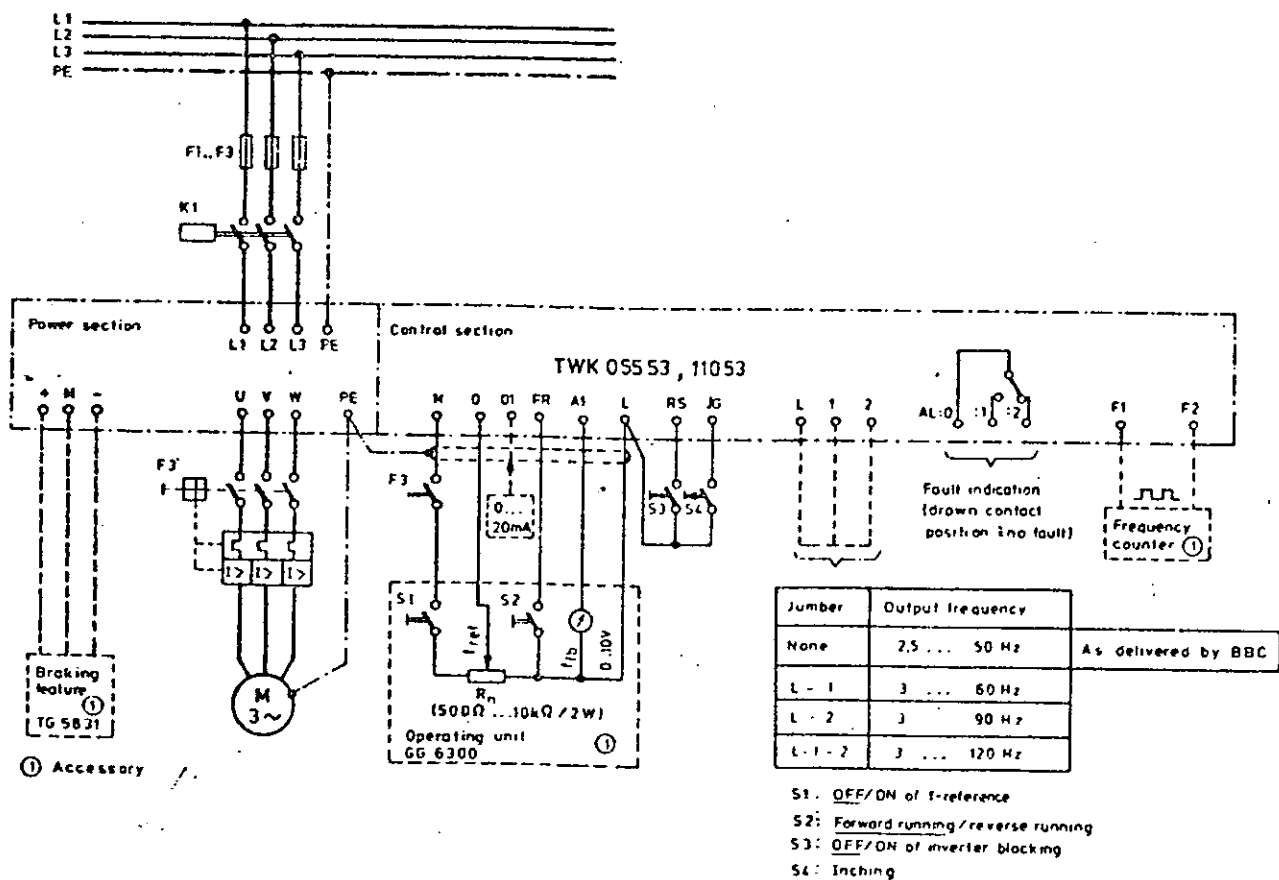 L1
L2
L3
PE
F1..F3
K1
Power section
Control section
L1 L2 L3 PE
TWK 05553, 11053
+ M -
U V W PE
M 0 01 FR A1 L RS JG
L 1 2
AL:0 :1 :2
F1 F2
F3'
F3
0...
20mA
S3 S4
Fault indication
(drawn contact
position = no fault)
Frequency
counter ①
I> I> I>
S1
fref
S2
ffb
0..10V
Rn
(500Ω ...10kΩ/2W)
Operating unit ①
GG 6300
M
3~
Braking
feature ①
TG 5831
① Accessory
Jumber Output frequency
None 2,5 ... 50 Hz As delivered by BBC
L-1 3 ... 60 Hz
L-2 3 90 Hz
L-1-2 3 ... 120 Hz
S1. OFF/ON of f-reference
S2: Forward running/reverse running
S3: OFF/ON of inverter blocking
S4: Inching